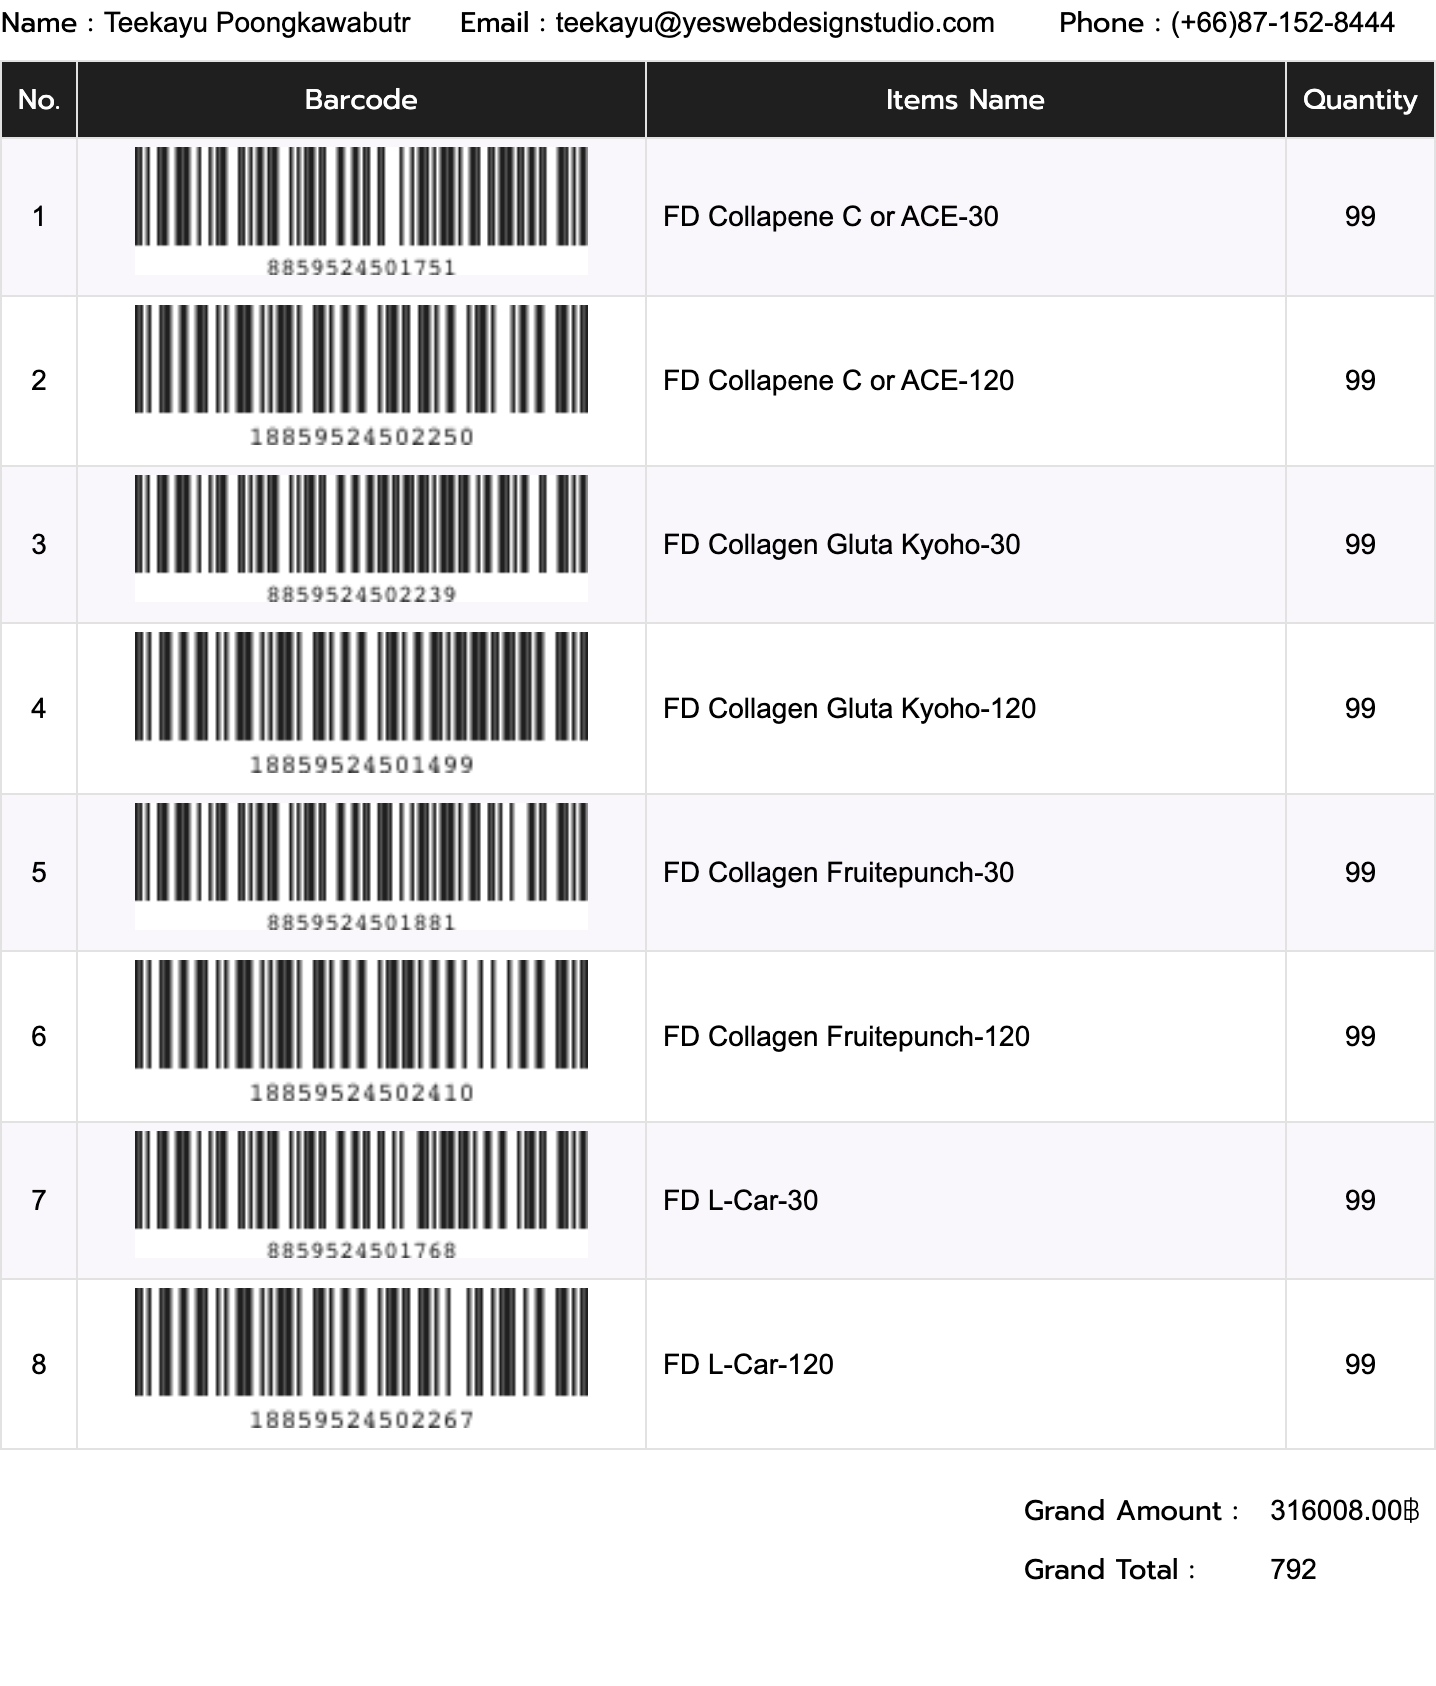 Name : Teekayu Poongkawabutr Email : teekayu@yeswebdesignstudio.com Phone : (+66)87-152-8444
No. Barcode Items Name Quantity
1 8859524501751 FD Collapene C or ACE-30 99
2 18859524502250 FD Collapene C or ACE-120 99
3 8859524502239 FD Collagen Gluta Kyoho-30 99
4 18859524501499 FD Collagen Gluta Kyoho-120 99
5 8859524501881 FD Collagen Fruitepunch-30 99
6 18859524502410 FD Collagen Fruitepunch-120 99
7 8859524501768 FD L-Car-30 99
8 18859524502267 FD L-Car-120 99
Grand Amount : 316008.00฿
Grand Total : 792